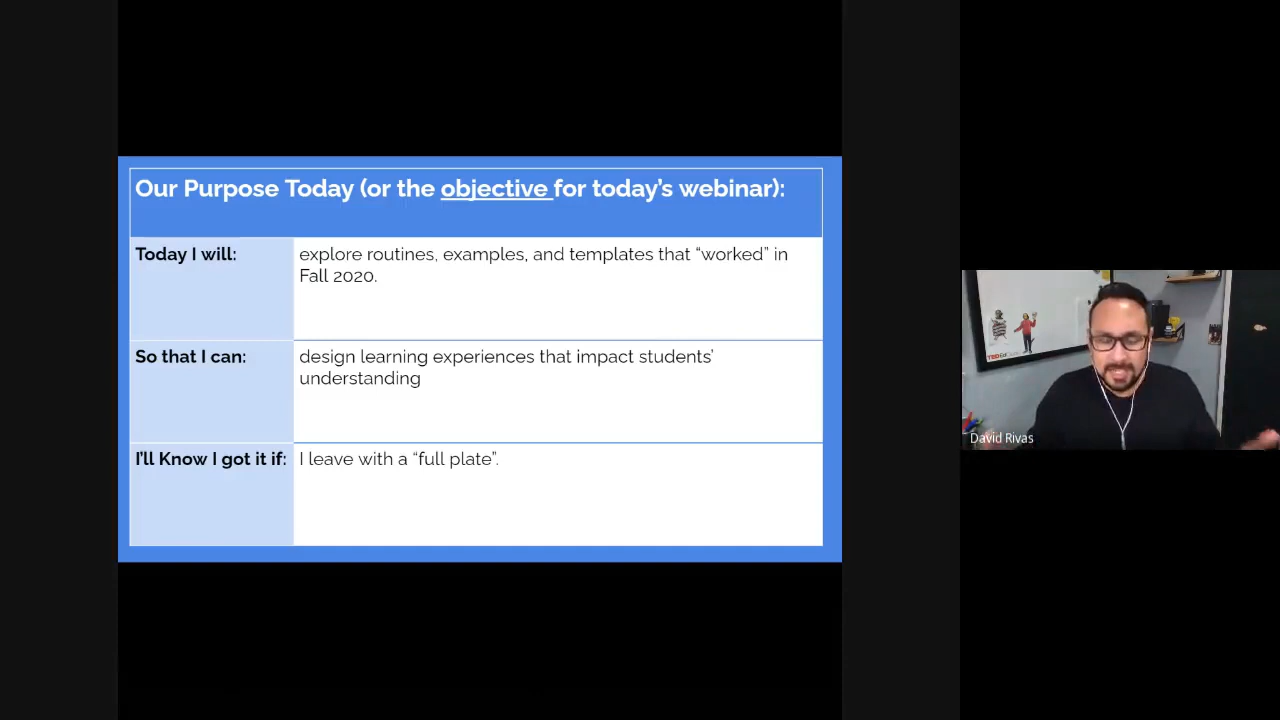 Our Purpose Today (or the objective for today’s webinar):
Today I will:
explore routines, examples, and templates that “worked” in
Fall 2020.
So that I can:
design learning experiences that impact students’
understanding
I’ll Know I got it if:
I leave with a “full plate”.
David Rivas